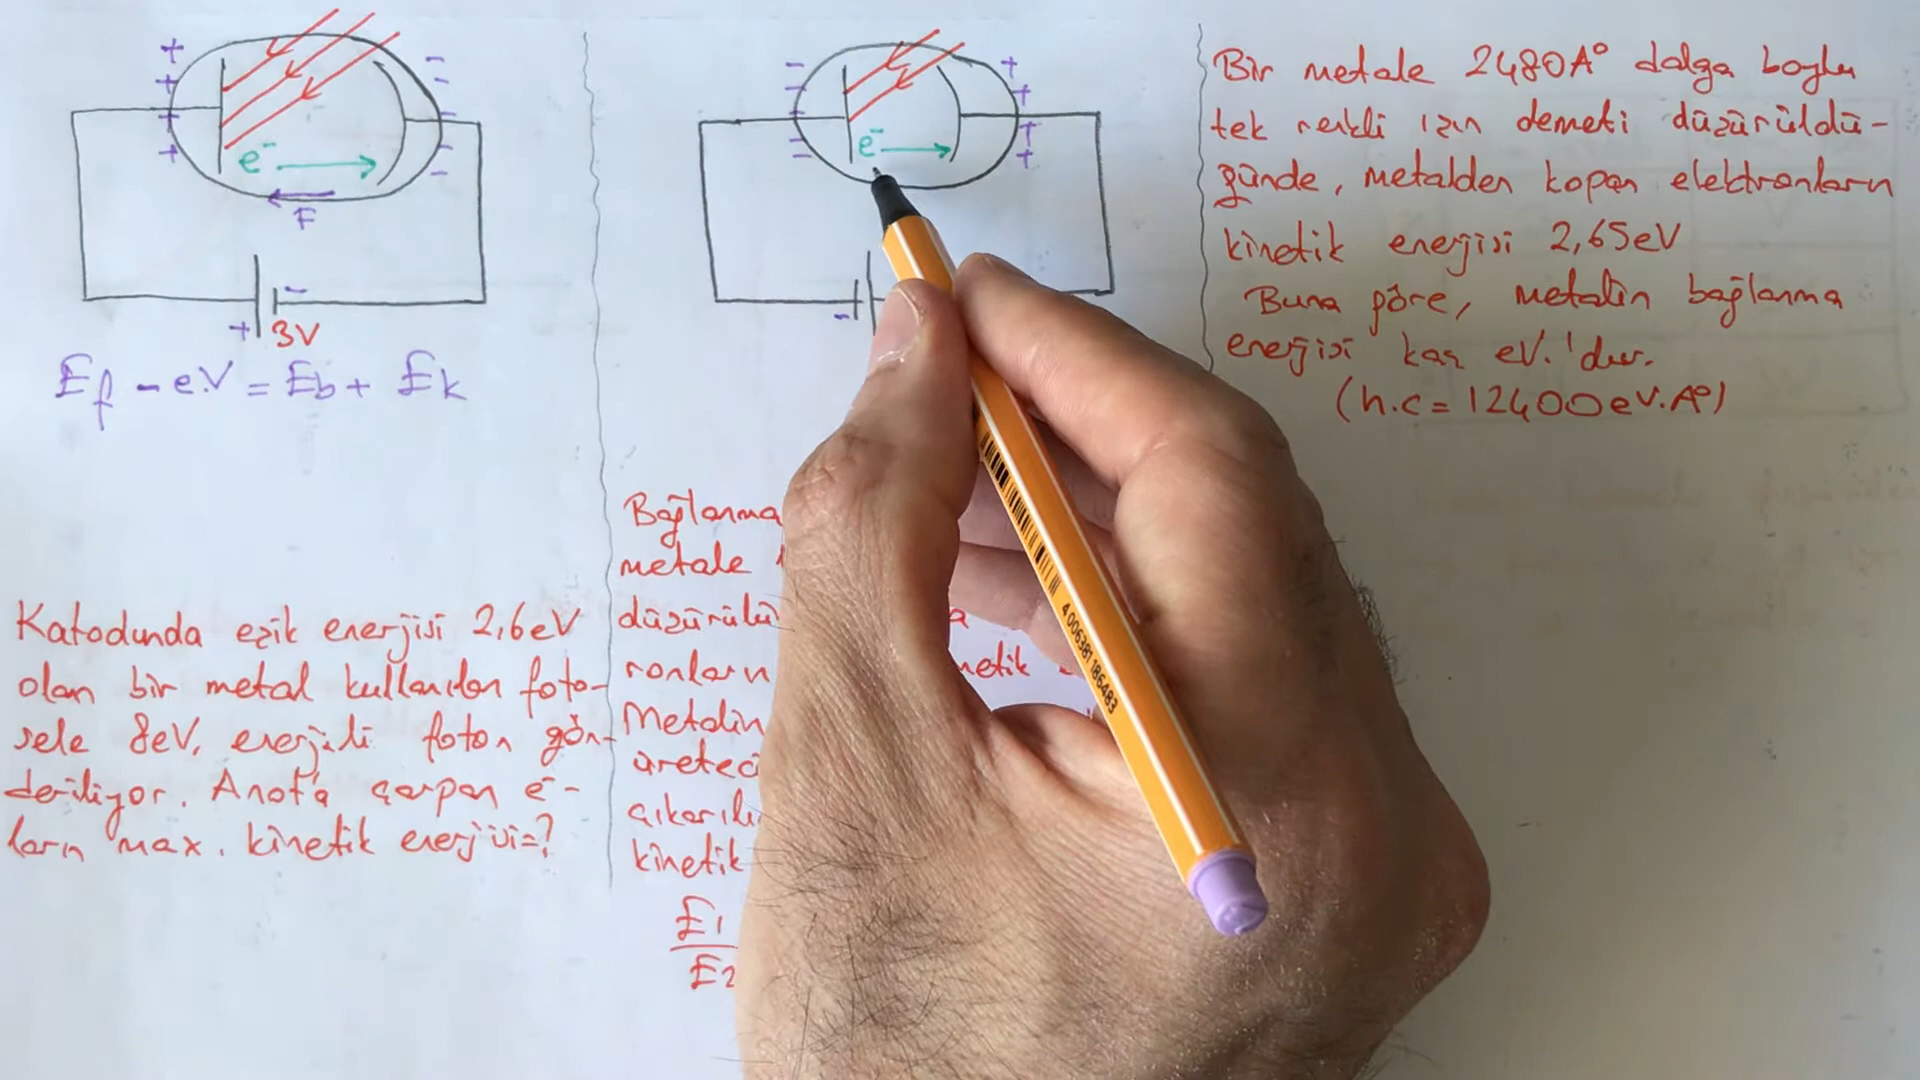 e⁻
F
+ - 3V
Ef - e.V = Eb + Ek
Katodunda eşik enerjisi 2,6eV
olan bir metal kullanılan foto-
sele 8eV. enerjili foton gön-
deriliyor. Anot'a çarpan e⁻-
ların max. kinetik enerjisi=?
e⁻
-
Bağlanma
metale
düşürülü
ronların netik
Metalin
üreteci
çıkarılı
kinetik
E1
E2
Bir metale 2480A° dalga boylu
tek renkli ışın demeti düşürüldü-
ğünde, metalden kopan elektronların
kinetik enerjisi 2,65eV
Buna göre, metalin bağlanma
enerjisi kaç eV.'dur.
(h.c = 12400eV.A°)
4006381186483